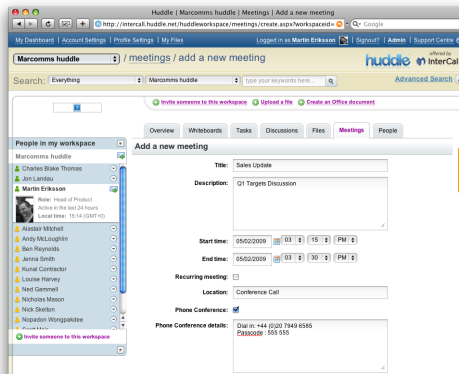 Huddle | Marcomms huddle | Meetings | Add a new meeting
http://intercall.huddle.net/huddleworkspace/meetings/create.aspx?workspaceid=
Google
My Dashboard | Account Settings | Profile Settings | My Files
Logged in as Martin Eriksson | Signout? | Admin | Support Centre
Marcomms huddle / meetings / add a new meeting
huddle
offered by
InterCal
Search: Everything Marcomms huddle type your keywords here... Advanced Search
Invite someone to this workspace Upload a file Create an Office document
Overview Whiteboards Tasks Discussions Files Meetings People
People in my workspace
Marcomms huddle
Charles Blake Thomas
Jon Landau
Martin Eriksson
Role: Head of Product
Active in the last 24 hours
Local time: 15:14 (GMT+0)
Alastair Mitchell
Andy McLoughlin
Ben Reynolds
Jenna Smith
Kunal Contractor
Louise Harvey
Ned Gammell
Nicholas Mason
Nick Skelton
Nopadon Wongpakdee
Invite someone to this workspace
Add a new meeting
Title: Sales Update
Description: Q1 Targets Discussion
Start time: 05/02/2009 03 15 PM
End time: 05/02/2009 03 30 PM
Recurring meeting:
Location: Conference Call
Phone Conference:
Phone Conference details: Dial in: +44 (0)20 7949 6585
Passcode : 555 555